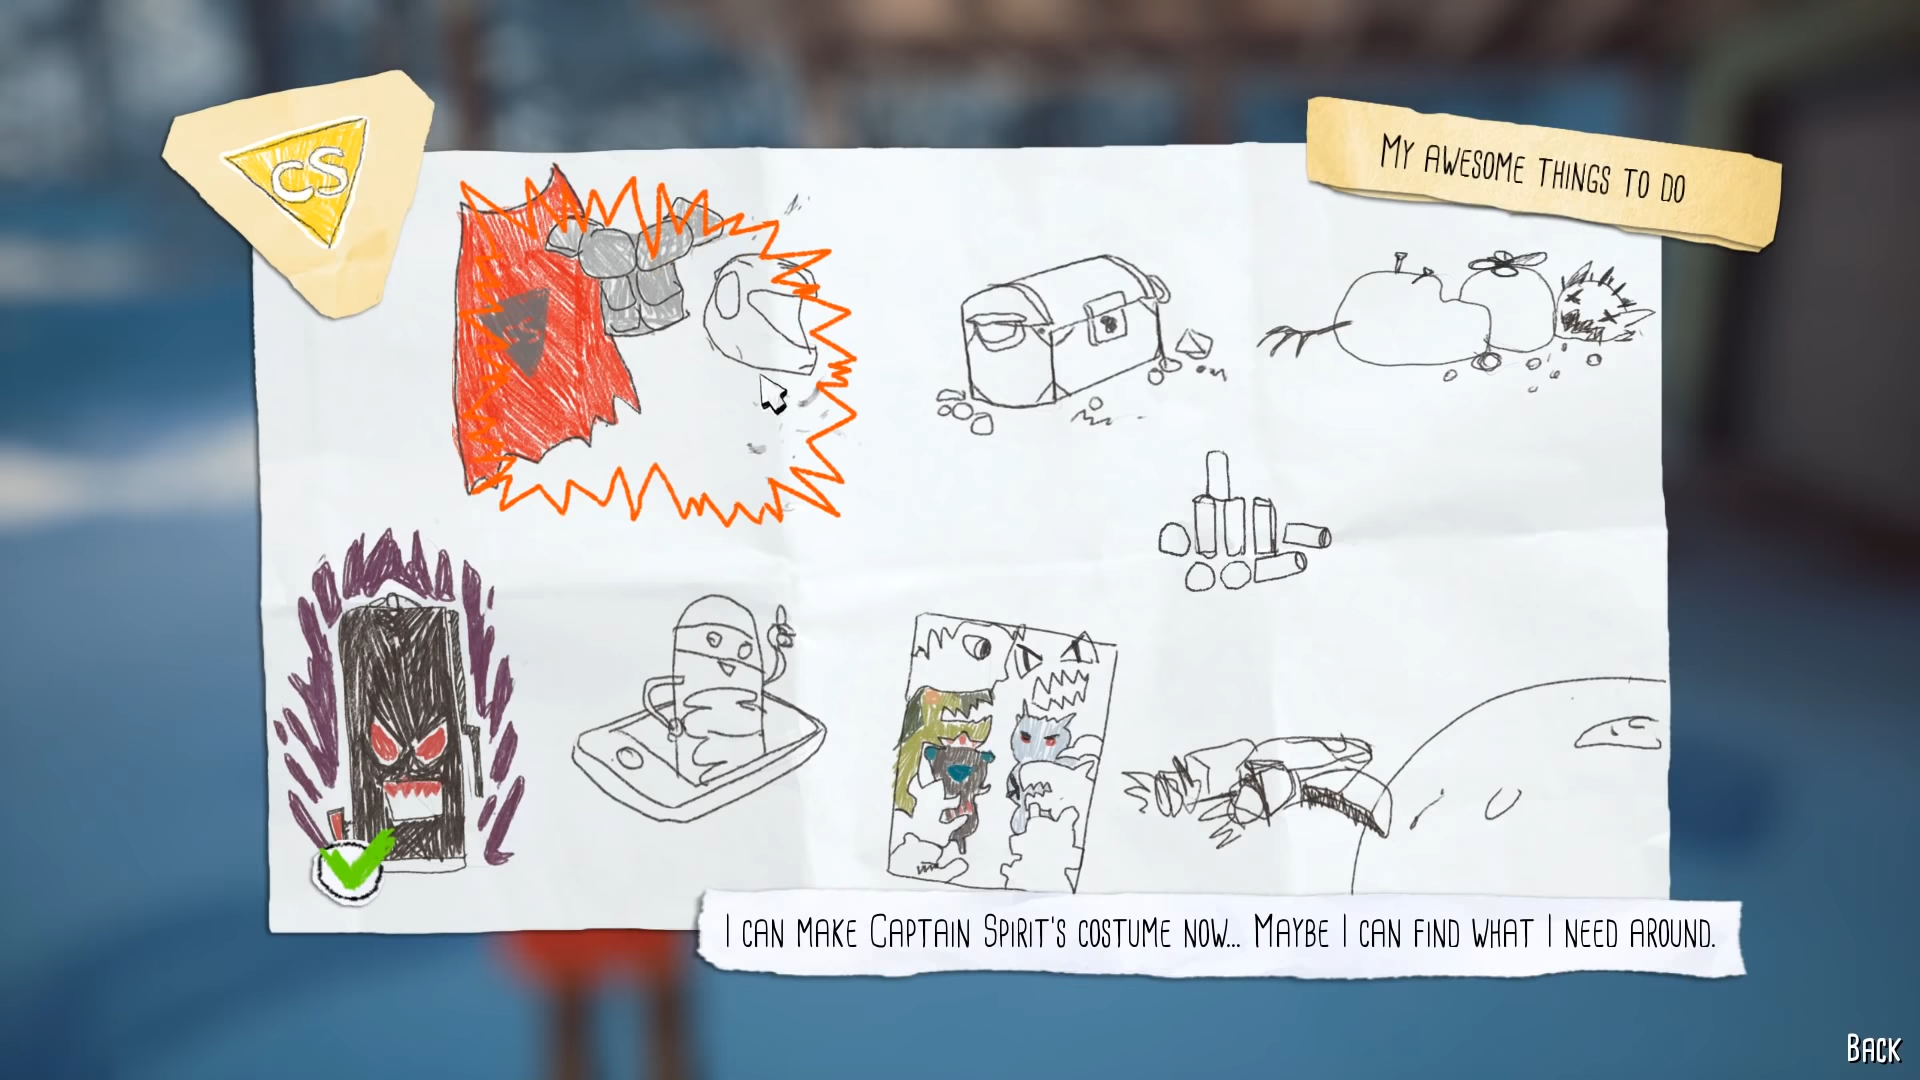 CS
My awesome things to do
CS
I can make Captain Spirit's costume now... Maybe I can find what I need around.
Back